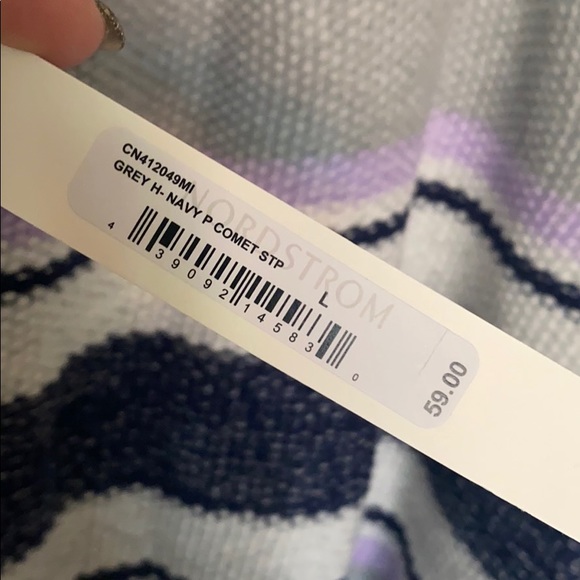 CN412049MI
GREY H- NAVY P COMET STP
NORDSTROM
L
4 39092 14583 0
59.00